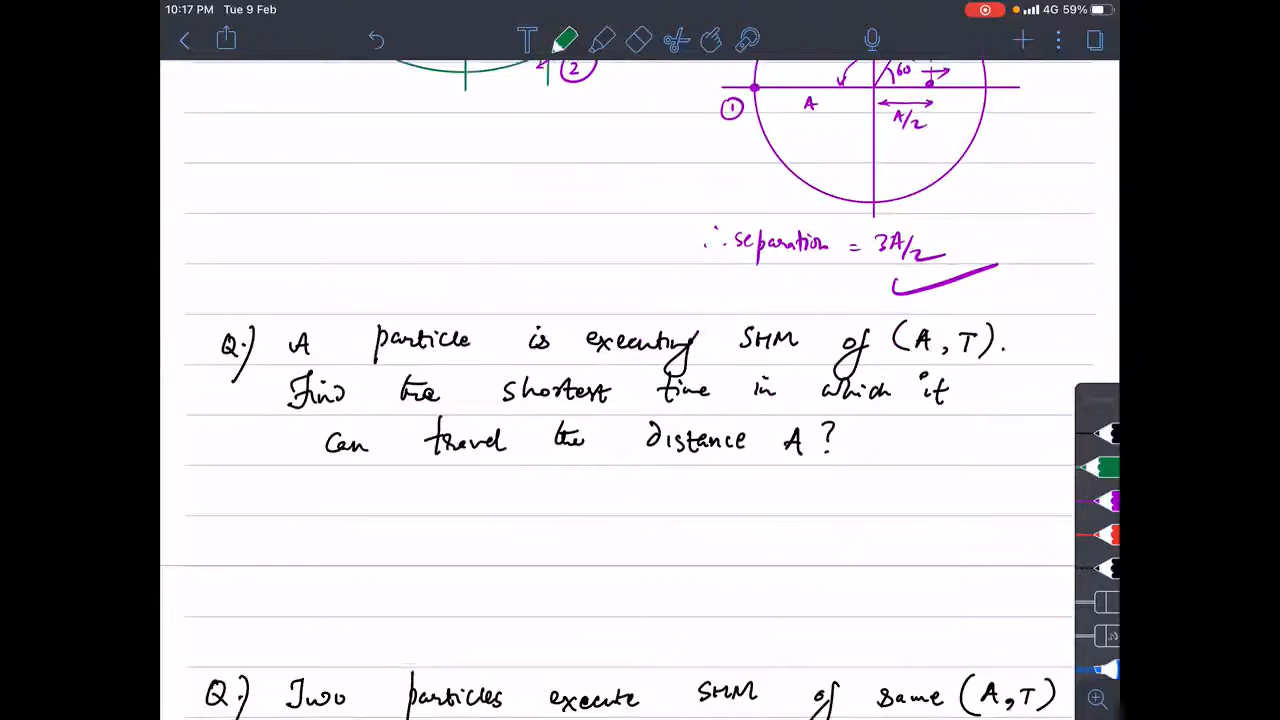 10:17 PM Tue 9 Feb
4G 59%
T
2
60°
1
A
A/2
∴ separation = 3A/2
Q.) A particle is executing SHM of (A, T).
Find the shortest time in which it
can travel the distance A?
Q.) Two particles execute SHM of same (A,T)